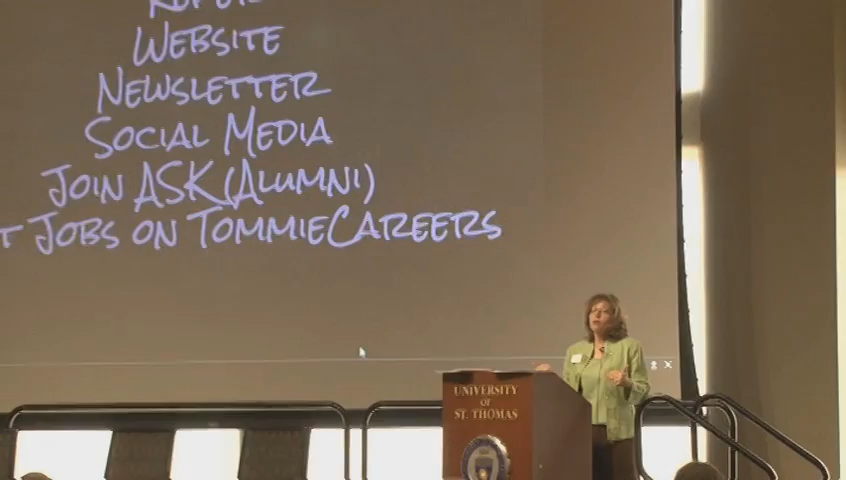 Website
Newsletter
Social Media
Join ASK (Alumni)
Jobs on TommieCareers
UNIVERSITY
OF
ST. THOMAS